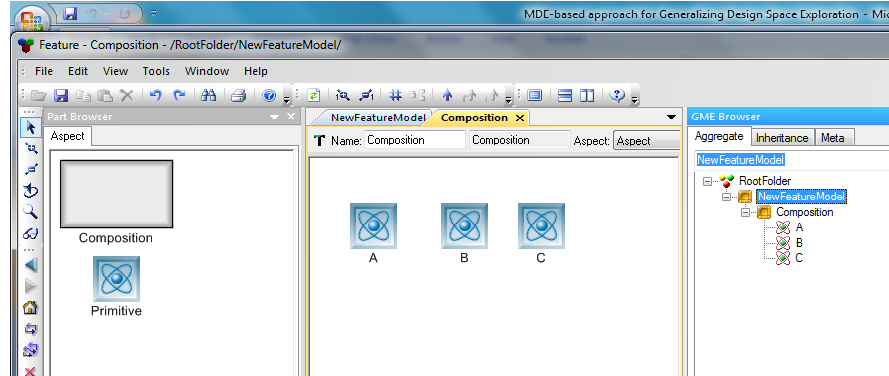 MDE-based approach for Generalizing Design Space Exploration - Mic
Feature - Composition - /RootFolder/NewFeatureModel/
File Edit View Tools Window Help
Part Browser
Aspect
Composition
Primitive
NewFeatureModel Composition
Name: Composition Composition Aspect: Aspect
A B C
GME Browser
Aggregate Inheritance Meta
NewFeatureModel
RootFolder
NewFeatureModel
Composition
A
B
C